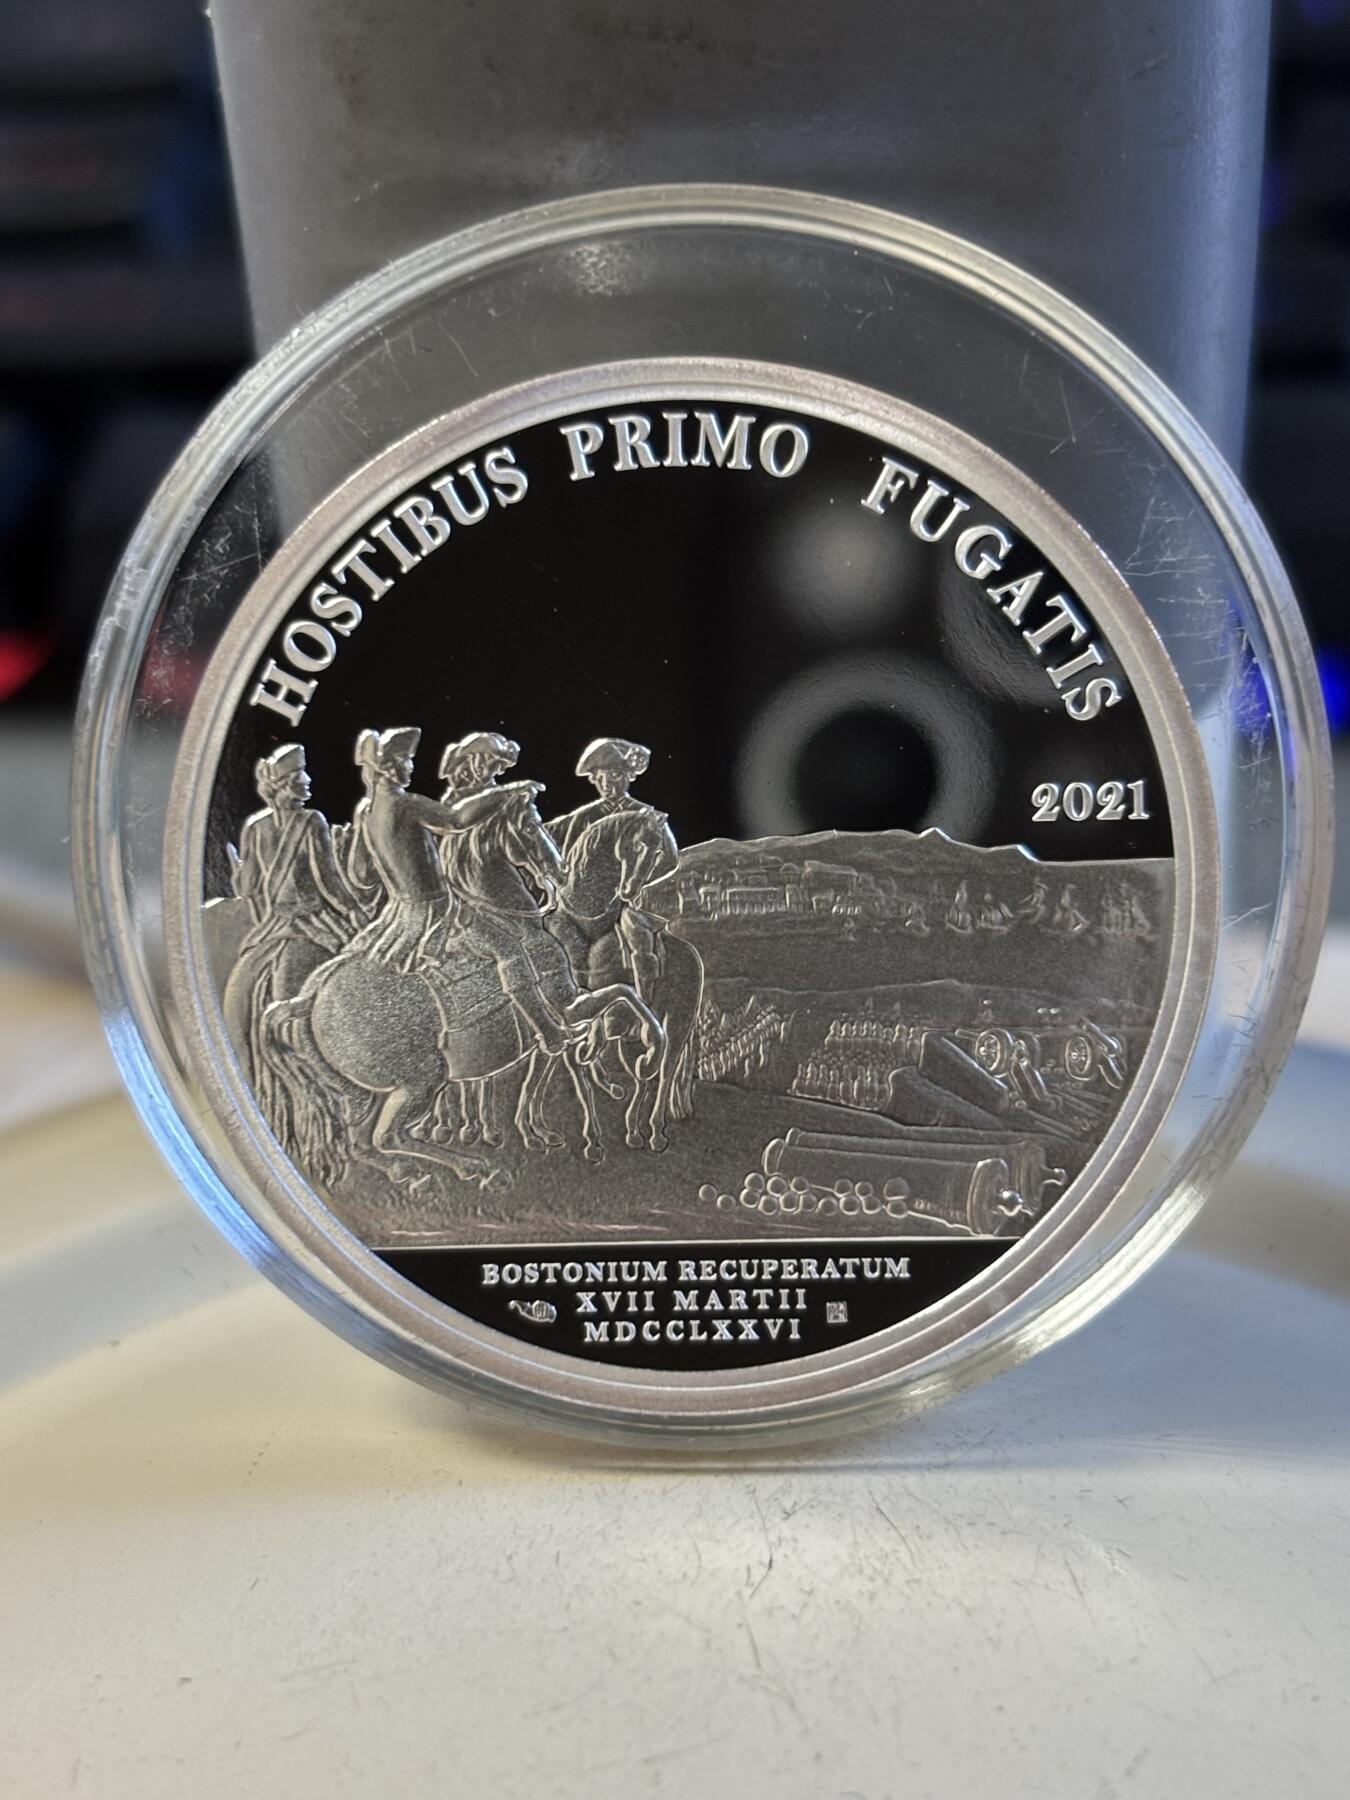 HOSTIBUS PRIMO FUGATIS
2021
BOSTONIUM RECUPERATUM
XVII MARTII
MDCCLXXVI